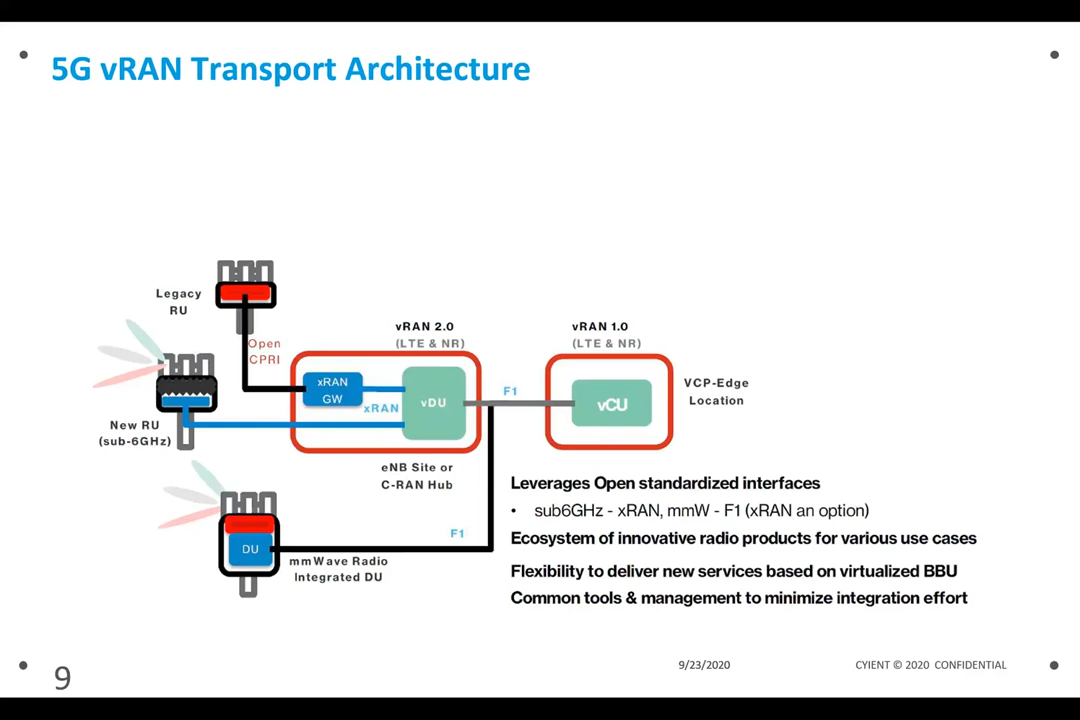 5G vRAN Transport Architecture
Legacy
RU
Open
CPRI
New RU
(sub-6GHz)
vRAN 2.0
(LTE & NR)
xRAN
GW
xRAN
vDU
eNB Site or
C-RAN Hub
F1
vRAN 1.0
(LTE & NR)
vCU
VCP-Edge
Location
DU
mmWave Radio
Integrated DU
F1
Leverages Open standardized interfaces
• sub6GHz - xRAN, mmW - F1 (xRAN an option)
Ecosystem of innovative radio products for various use cases
Flexibility to deliver new services based on virtualized BBU
Common tools & management to minimize integration effort
9
9/23/2020
CYIENT © 2020 CONFIDENTIAL